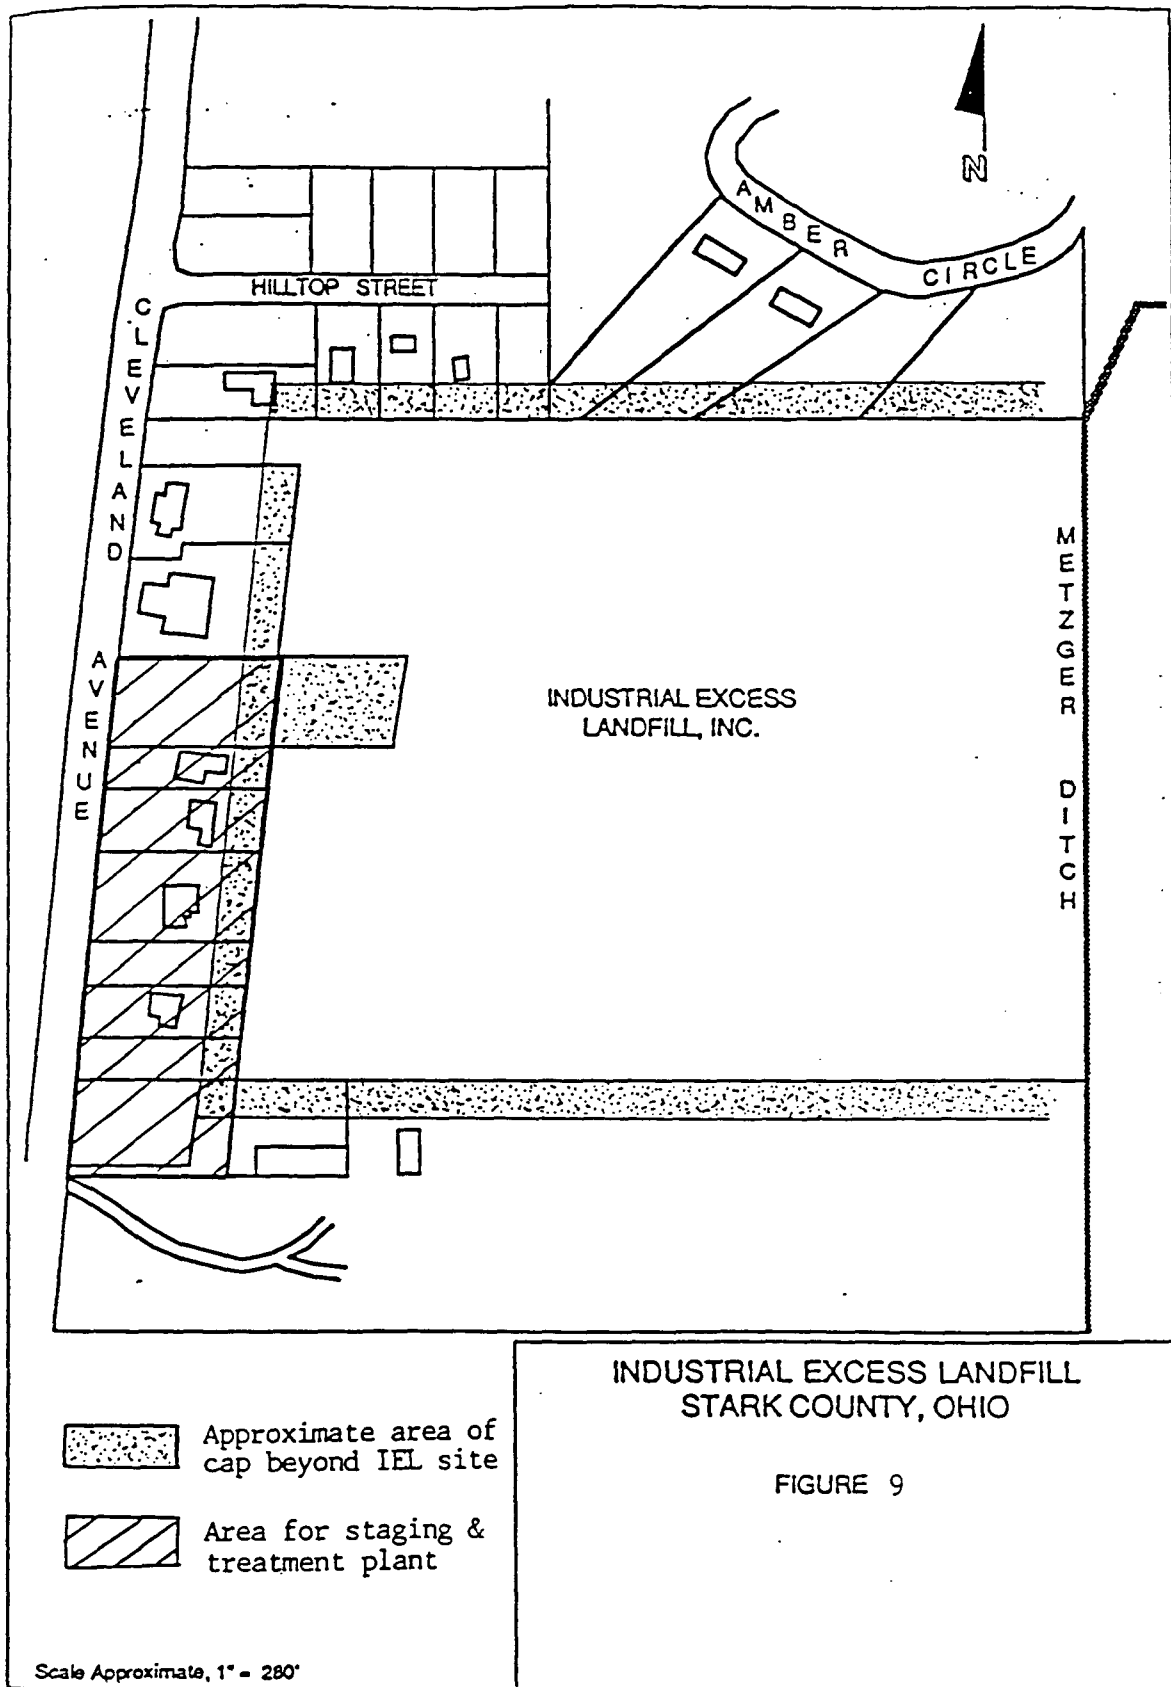 N
AMBER CIRCLE
HILLTOP STREET
CLEVELAND AVENUE
METZGER DITCH
INDUSTRIAL EXCESS
LANDFILL, INC.
INDUSTRIAL EXCESS LANDFILL
STARK COUNTY, OHIO
FIGURE 9
Approximate area of
cap beyond IEL site
Area for staging &
treatment plant
Scale Approximate, 1" = 280'